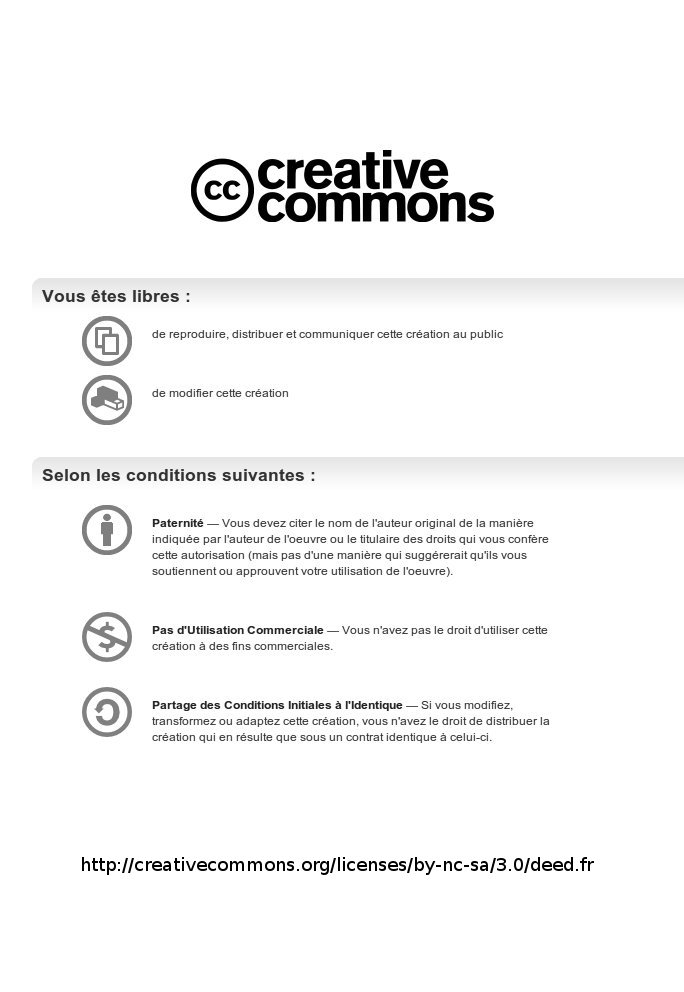 cc creative
commons
Vous êtes libres :
de reproduire, distribuer et communiquer cette création au public
de modifier cette création
Selon les conditions suivantes :
Paternité — Vous devez citer le nom de l'auteur original de la manière
indiquée par l'auteur de l'oeuvre ou le titulaire des droits qui vous confère
cette autorisation (mais pas d'une manière qui suggérerait qu'ils vous
soutiennent ou approuvent votre utilisation de l'oeuvre).
$
Pas d'Utilisation Commerciale — Vous n'avez pas le droit d'utiliser cette
création à des fins commerciales.
Partage des Conditions Initiales à l'Identique — Si vous modifiez,
transformez ou adaptez cette création, vous n'avez le droit de distribuer la
création qui en résulte que sous un contrat identique à celui-ci.
http://creativecommons.org/licenses/by-nc-sa/3.0/deed.fr